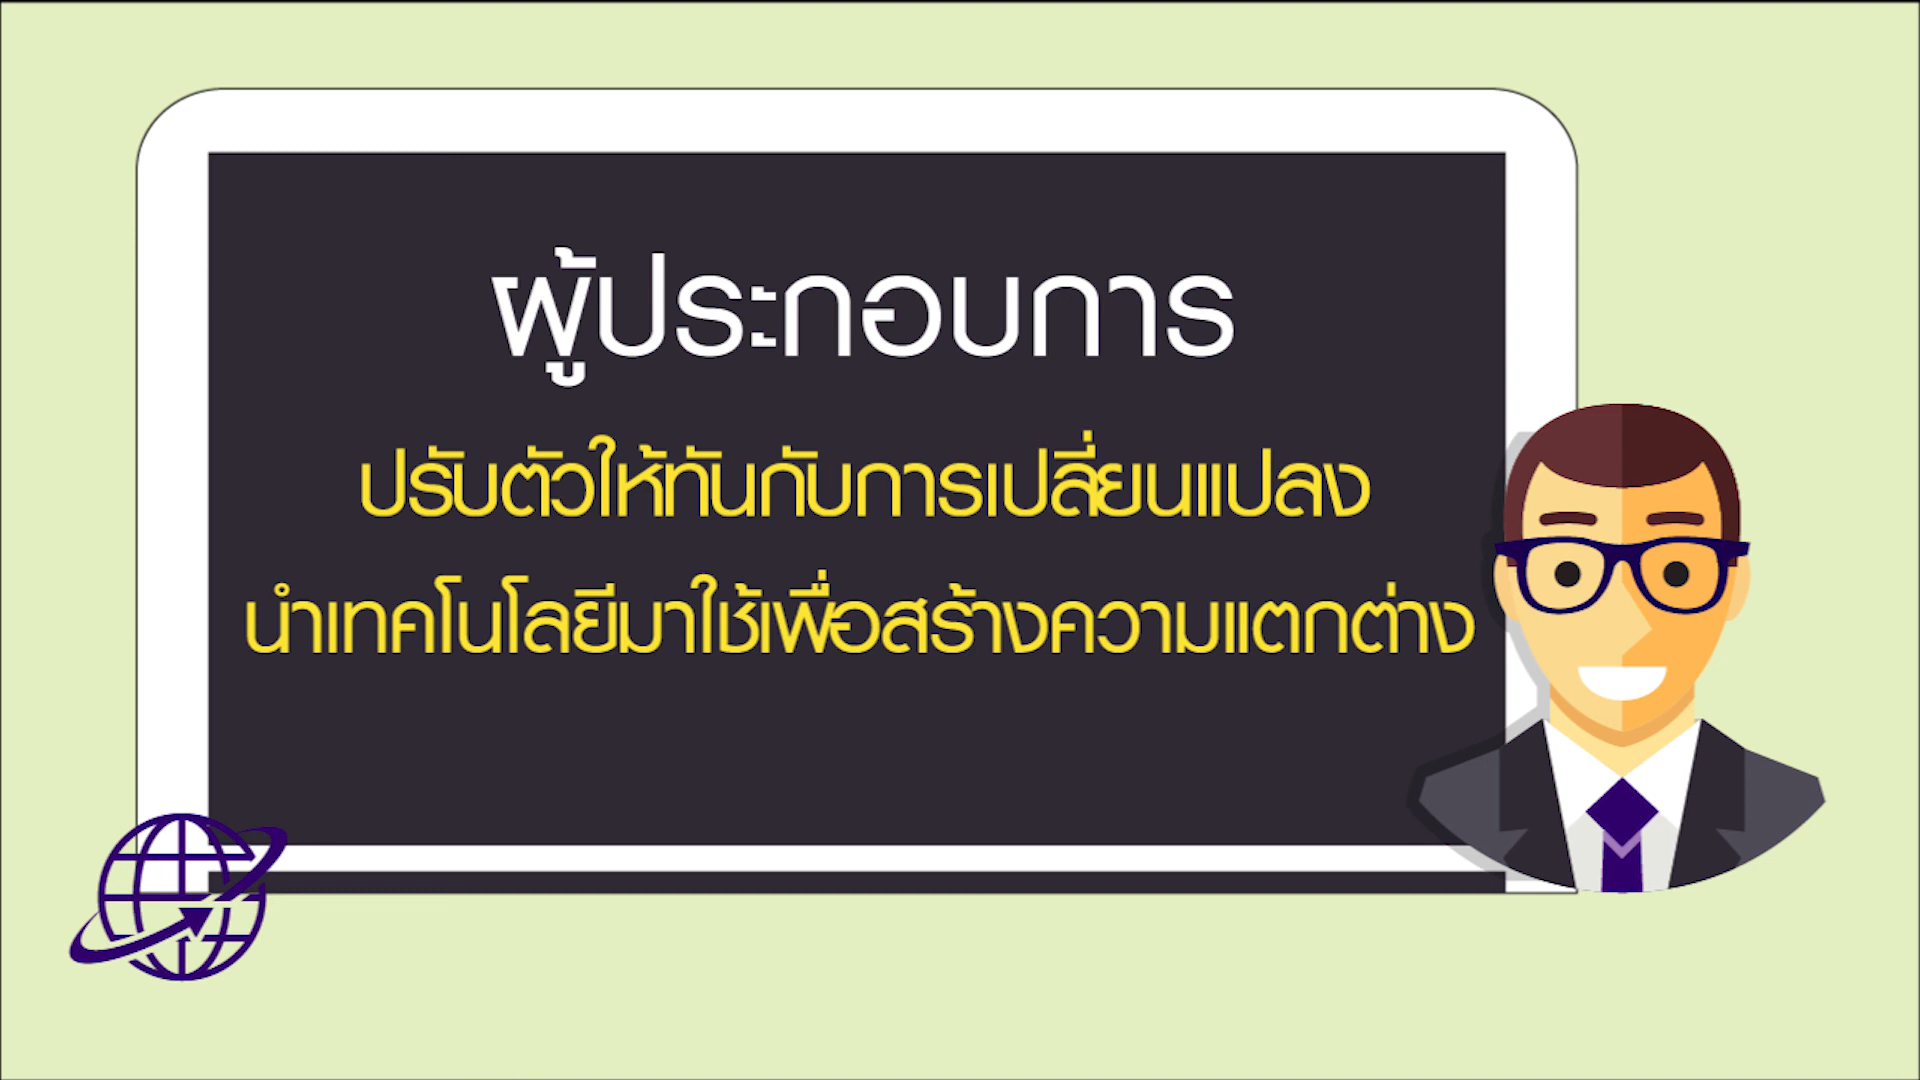 ผู้ประกอบการ
ปรับตัวให้ทันกับการเปลี่ยนแปลง
นำเทคโนโลยีมาใช้เพื่อสร้างความแตกต่าง